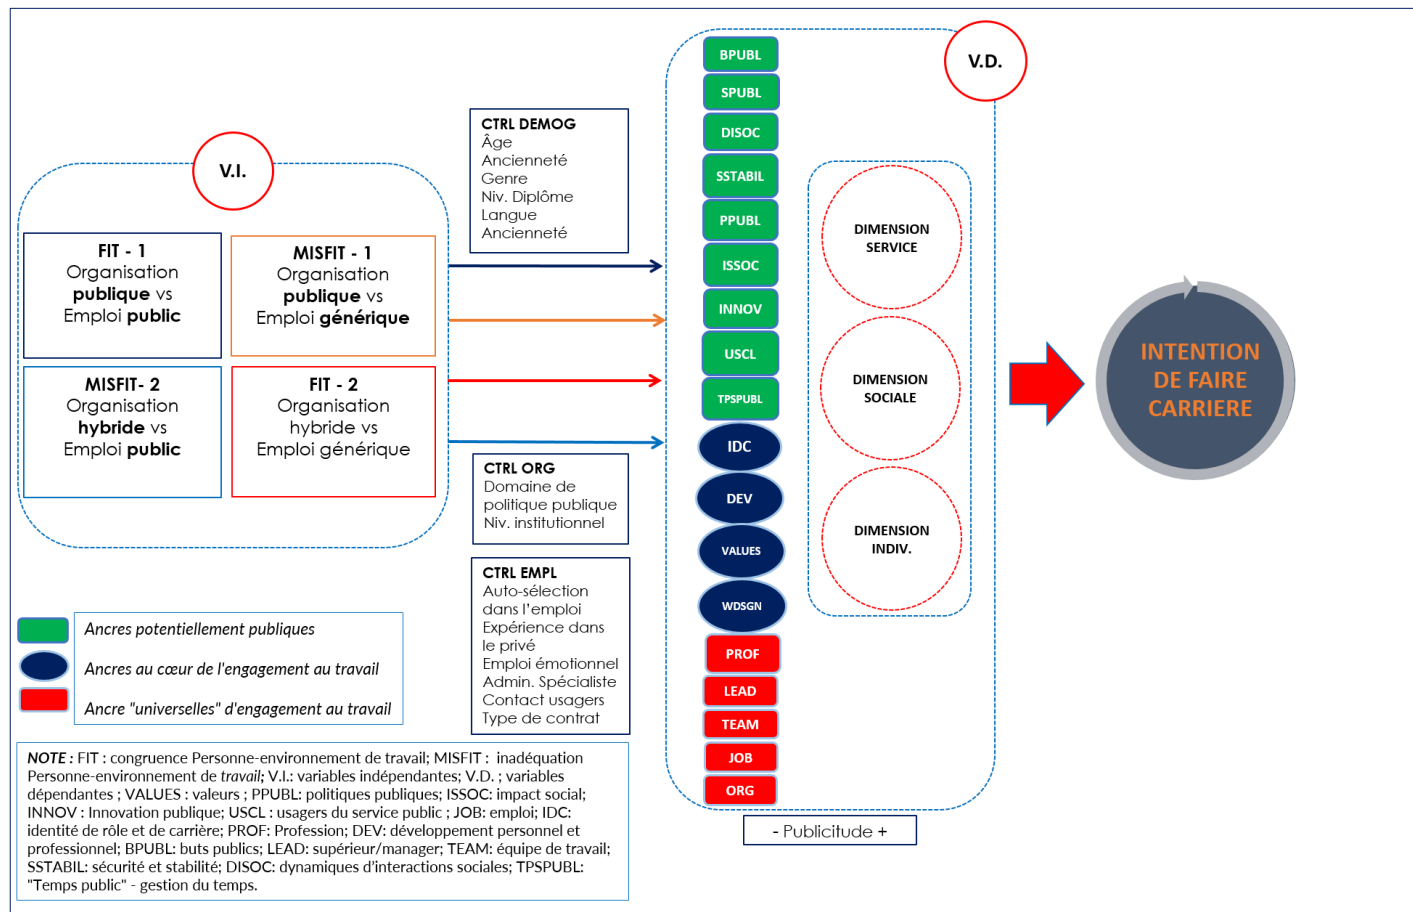 V.I.
FIT - 1
Organisation
publique vs
Emploi public
MISFIT - 1
Organisation
publique vs
Emploi générique
MISFIT- 2
Organisation
hybride vs
Emploi public
FIT - 2
Organisation
hybride vs
Emploi générique
CTRL DEMOG
Âge
Ancienneté
Genre
Niv. Diplôme
Langue
Ancienneté
CTRL ORG
Domaine de
politique publique
Niv. institutionnel
CTRL EMPL
Auto-sélection
dans l'emploi
Expérience dans
le privé
Emploi émotionnel
Admin. Spécialiste
Contact usagers
Type de contrat
V.D.
BPUBL
SPUBL
DISOC
SSTABIL
PPUBL
ISSOC
INNOV
USCL
TPSPUBL
IDC
DEV
VALUES
WDSGN
PROF
LEAD
TEAM
JOB
ORG
DIMENSION
SERVICE
DIMENSION
SOCIALE
DIMENSION
INDIV.
- Publicitude +
INTENTION
DE FAIRE
CARRIERE
Ancres potentiellement publiques
Ancres au cœur de l'engagement au travail
Ancre "universelles" d'engagement au travail
NOTE : FIT : congruence Personne-environnement de travail; MISFIT : inadéquation
Personne-environnement de travail; V.I.: variables indépendantes; V.D. ; variables
dépendantes ; VALUES : valeurs ; PPUBL: politiques publiques; ISSOC: impact social;
INNOV : Innovation publique; USCL : usagers du service public ; JOB: emploi; IDC:
identité de rôle et de carrière; PROF: Profession; DEV: développement personnel et
professionnel; BPUBL: buts publics; LEAD: supérieur/manager; TEAM: équipe de travail;
SSTABIL: sécurité et stabilité; DISOC: dynamiques d'interactions sociales; TPSPUBL:
"Temps public" - gestion du temps.